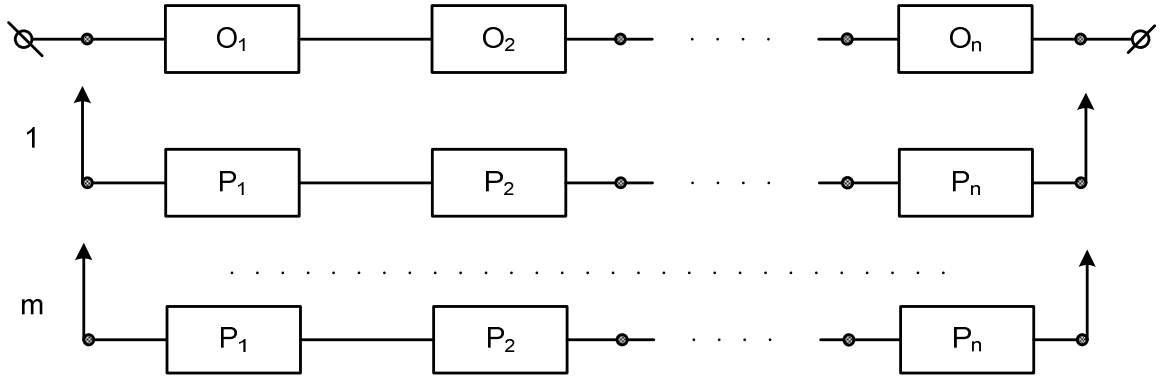 O₁ O₂ . . . . Oₙ
1
P₁ P₂ . . . . Pₙ
m
P₁ P₂ . . . . Pₙ